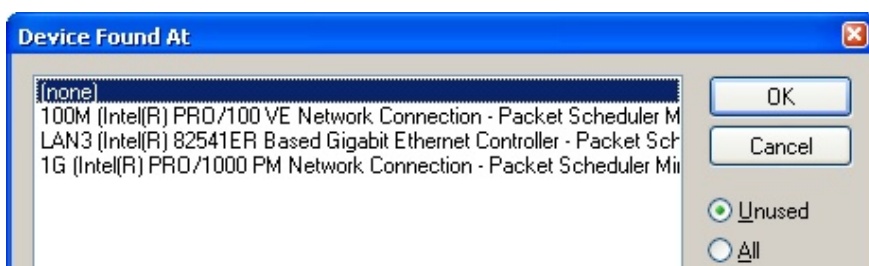 Device Found At
(none)
100M (Intel(R) PRO/100 VE Network Connection - Packet Scheduler M
LAN3 (Intel(R) 82541ER Based Gigabit Ethernet Controller - Packet Sch
1G (Intel(R) PRO/1000 PM Network Connection - Packet Scheduler Mi
OK
Cancel
Unused
All